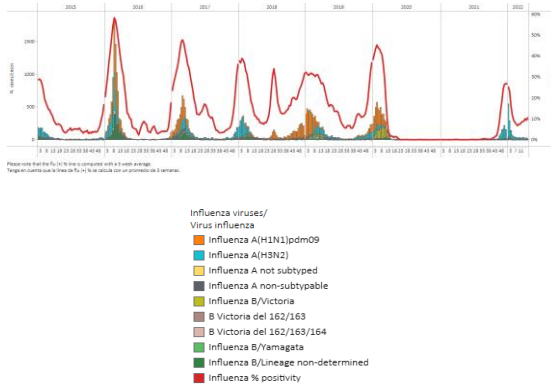 2015 2016 2017 2018 2019 2020 2021 2022
60%
50%
1500
40%
1000
30%
20%
500
10%
0
0%
Please note that the flu (+) % line is computed with a 3 week average.
Tenga en cuenta que la línea de flu (+) % se calcula con un promedio de 3 semanas.
Influenza viruses/
Virus influenza
Influenza A(H1N1)pdm09
Influenza A(H3N2)
Influenza A not subtyped
Influenza A non-subtypable
Influenza B/Victoria
B Victoria del 162/163
B Victoria del 162/163/164
Influenza B/Yamagata
Influenza B/Lineage non-determined
Influenza % positivity